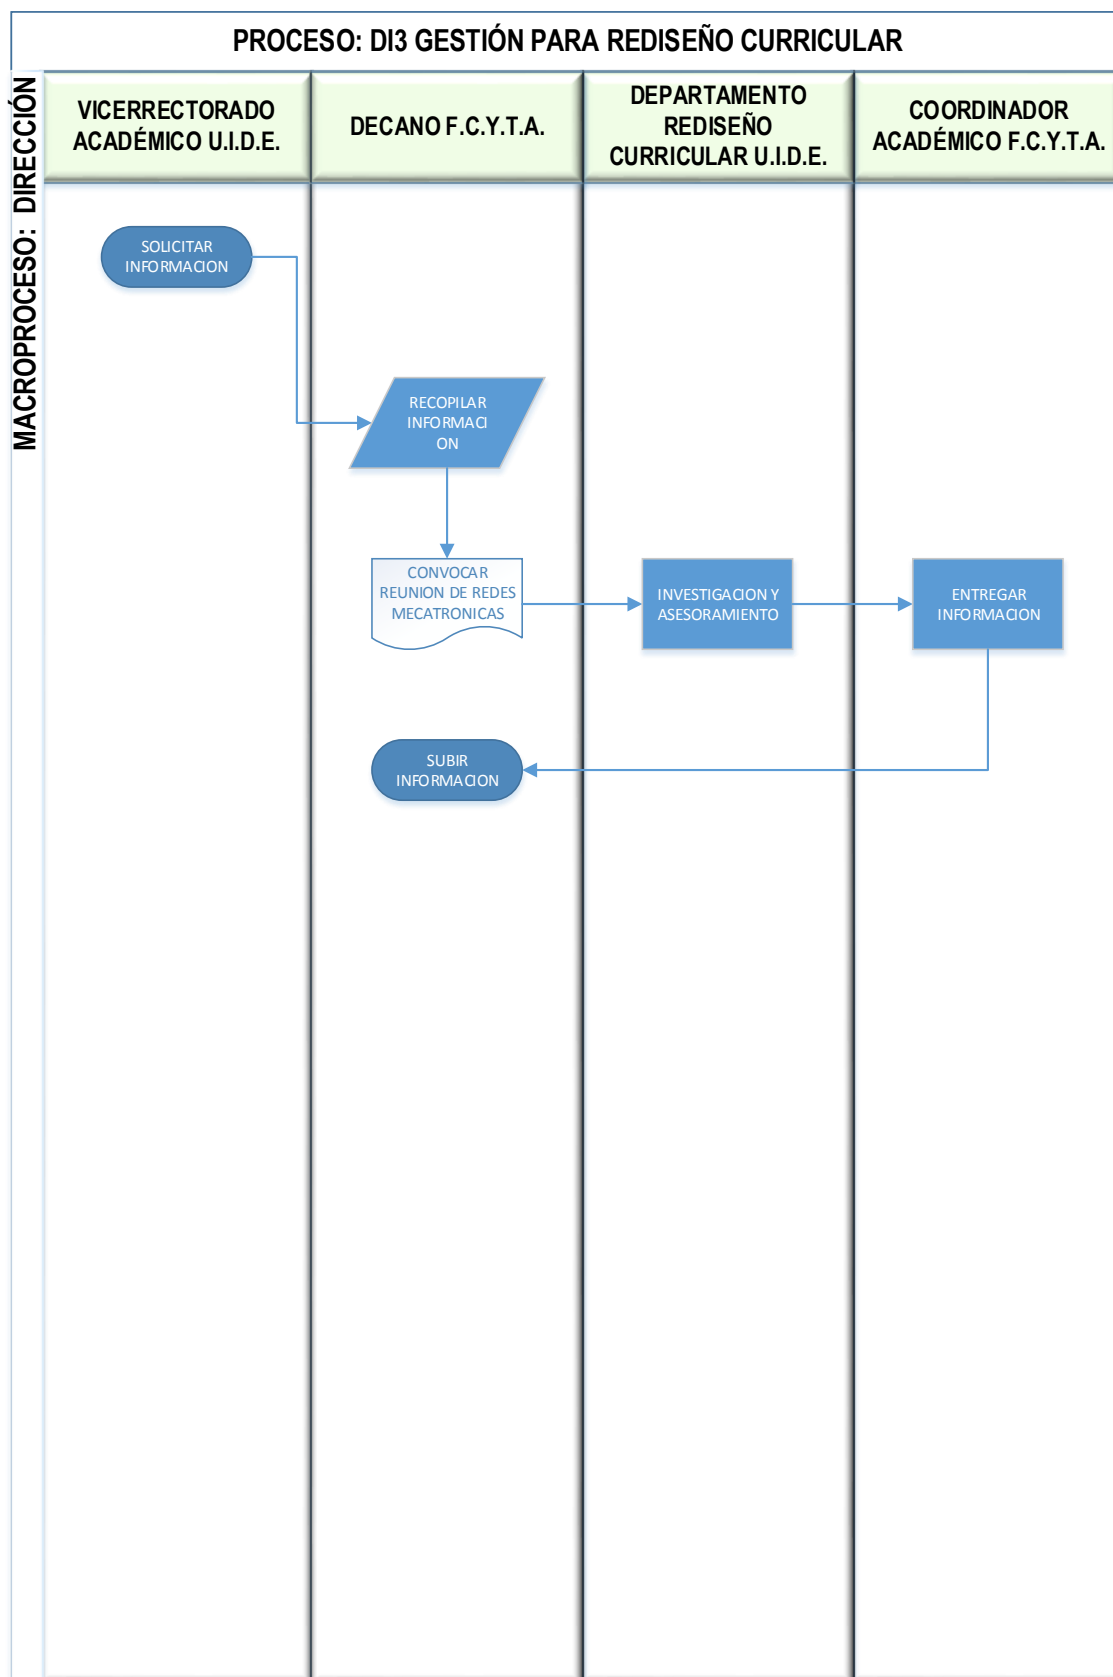 PROCESO: DI3 GESTIÓN PARA REDISEÑO CURRICULAR
MACROPROCESO: DIRECCIÓN
VICERRECTORADO
ACADÉMICO U.I.D.E.
DECANO F.C.Y.T.A.
DEPARTAMENTO
REDISEÑO
CURRICULAR U.I.D.E.
COORDINADOR
ACADÉMICO F.C.Y.T.A.
SOLICITAR
INFORMACION
RECOPILAR
INFORMACI
ON
CONVOCAR
REUNION DE REDES
MECATRONICAS
INVESTIGACION Y
ASESORAMIENTO
ENTREGAR
INFORMACION
SUBIR
INFORMACION